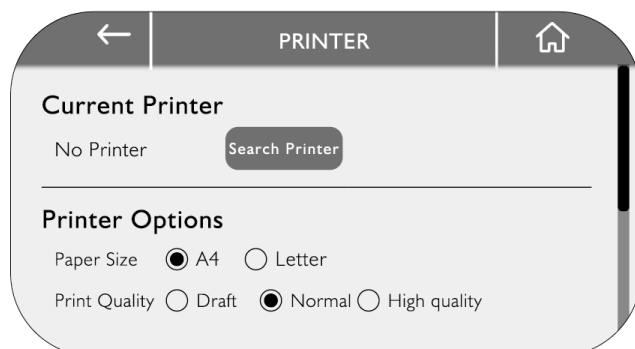 PRINTER
Current Printer
No Printer Search Printer
Printer Options
Paper Size A4 Letter
Print Quality Draft Normal High quality